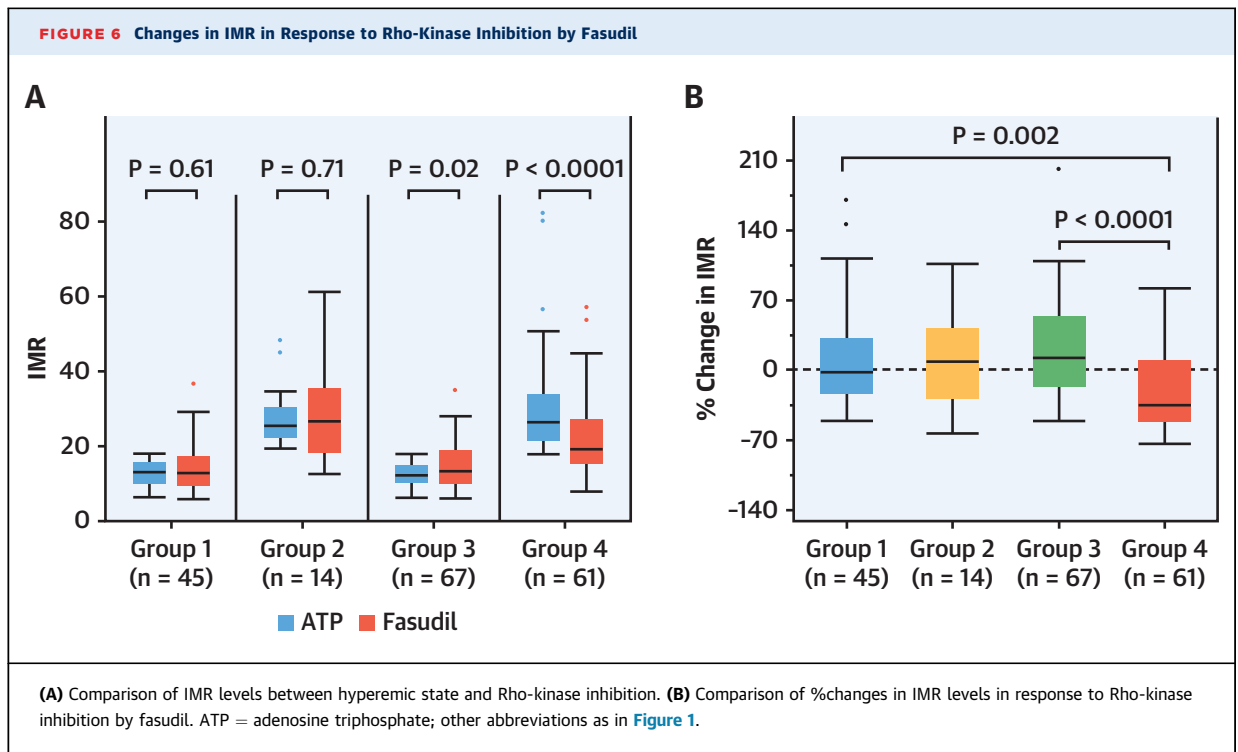 FIGURE 6 Changes in IMR in Response to Rho-Kinase Inhibition by Fasudil
A
P = 0.61
P = 0.71
P = 0.02
P < 0.0001
IMR
80
60
40
20
0
Group 1
(n = 45)
Group 2
(n = 14)
Group 3
(n = 67)
Group 4
(n = 61)
ATP
Fasudil
B
P = 0.002
P < 0.0001
% Change in IMR
210
140
70
0
-70
-140
Group 1
(n = 45)
Group 2
(n = 14)
Group 3
(n = 67)
Group 4
(n = 61)
(A) Comparison of IMR levels between hyperemic state and Rho-kinase inhibition. (B) Comparison of %changes in IMR levels in response to Rho-kinase
inhibition by fasudil. ATP = adenosine triphosphate; other abbreviations as in Figure 1.